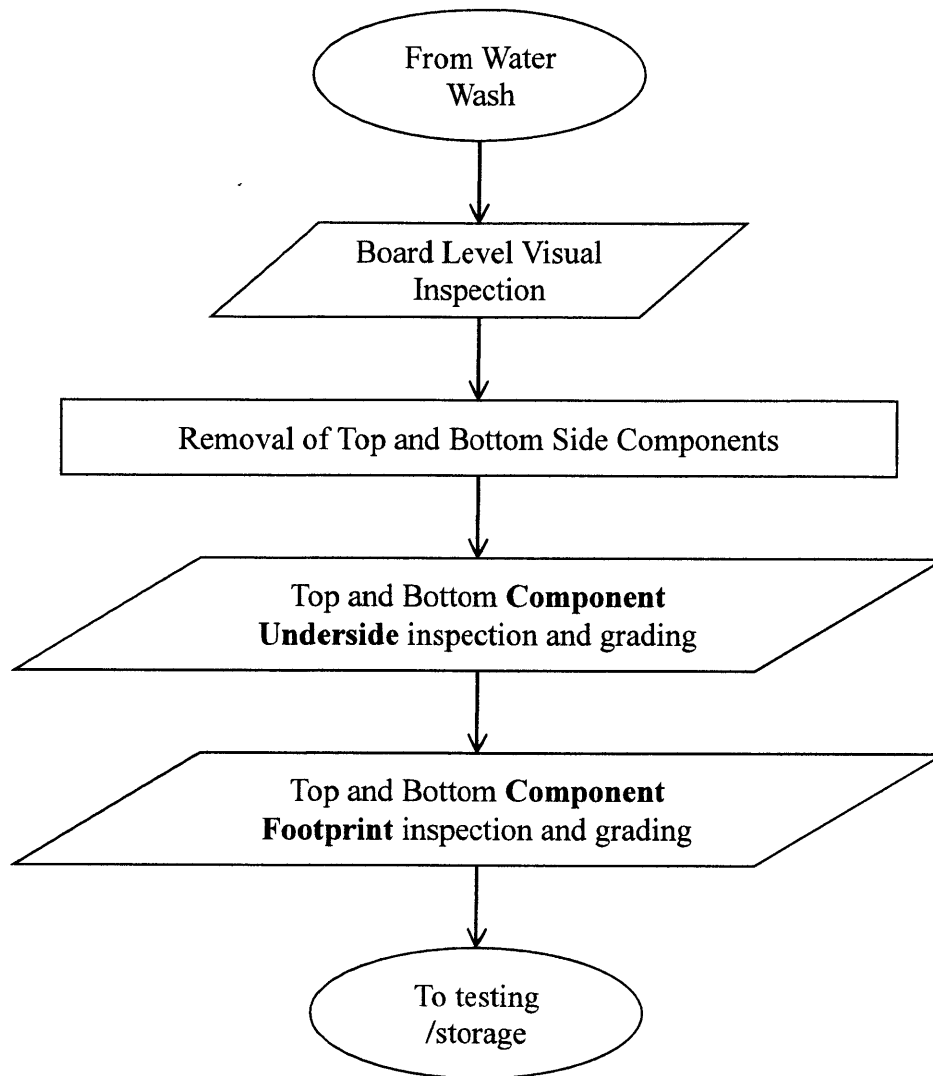 From Water
Wash
Board Level Visual
Inspection
Removal of Top and Bottom Side Components
Top and Bottom Component
Underside inspection and grading
Top and Bottom Component
Footprint inspection and grading
To testing
/storage